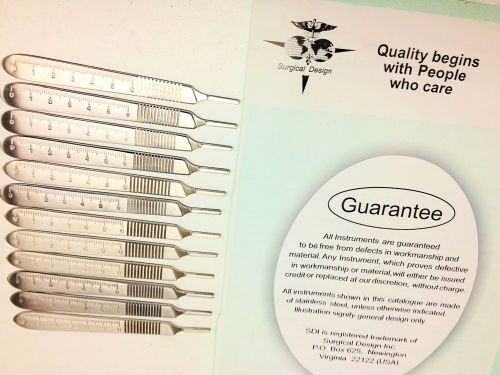 Surgical Design
Quality begins
with People
who care
Guarantee
All Instruments are guaranteed
to be free from defects in workmanship and
material. Any Instrument, which proves defective
in workmanship or material, will either be issued
credit or replaced at our discretion, without charge.
All instruments shown in this catalogue are made
of stainless steel, unless otherwise indicated.
Illustration signify general design only
SDI is registered trademark of
Surgical Design Inc.
P.O. Box 625, Newington
Virginia 22122 (USA)